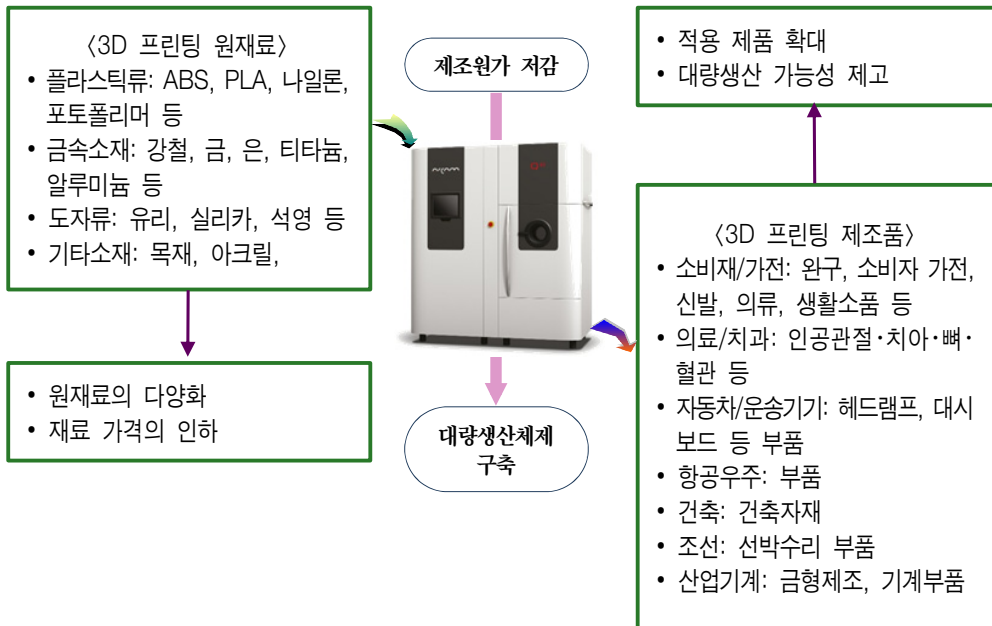 〈3D 프린팅 원재료〉
• 플라스틱류: ABS, PLA, 나일론,
포토폴리머 등
• 금속소재: 강철, 금, 은, 티타늄,
알루미늄 등
• 도자류: 유리, 실리카, 석영 등
• 기타소재: 목재, 아크릴,
• 원재료의 다양화
• 재료 가격의 인하
제조원가 저감
대량생산체제
구축
• 적용 제품 확대
• 대량생산 가능성 제고
〈3D 프린팅 제조품〉
• 소비재/가전: 완구, 소비자 가전,
신발, 의류, 생활소품 등
• 의료/치과: 인공관절·치아·뼈·
혈관 등
• 자동차/운송기기: 헤드램프, 대시
보드 등 부품
• 항공우주: 부품
• 건축: 건축자재
• 조선: 선박수리 부품
• 산업기계: 금형제조, 기계부품